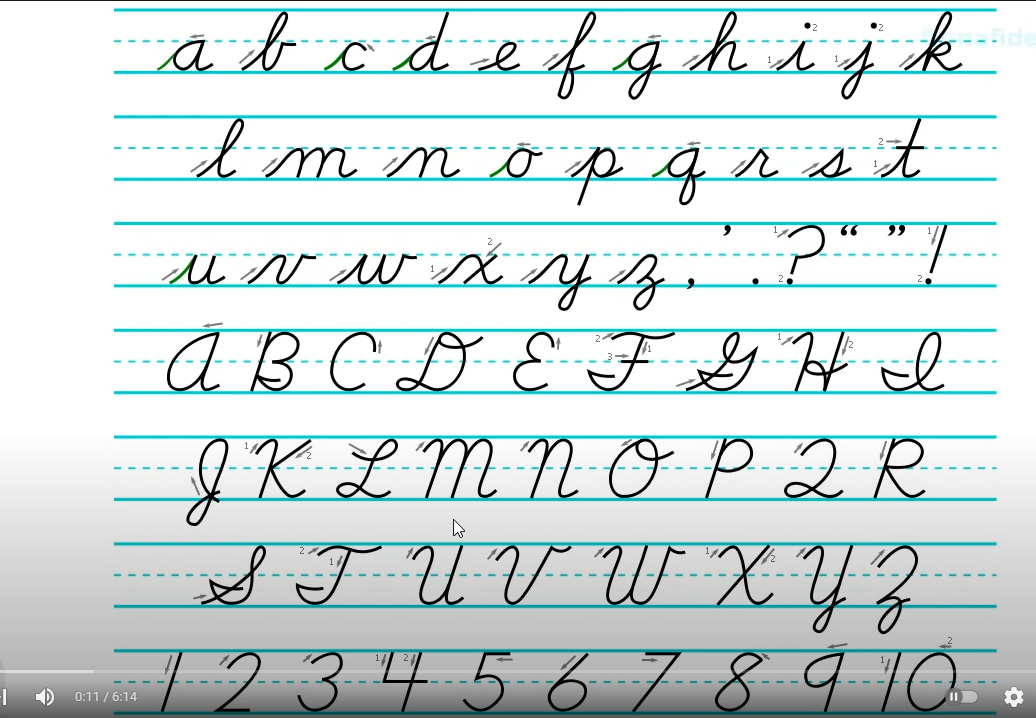 a b c d e f g h i j k
l m n o p q r s t
u v w x y z , ’ . ? “ ” !
A B C D E F G H I
J K L M N O P Q R
S T U V W X Y Z
1 2 3 4 5 6 7 8 9 10
0:11 / 6:14